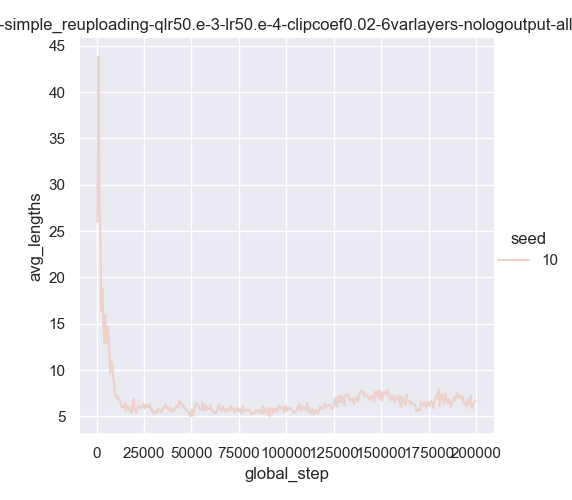 -simple_reuploading-qlr50.e-3-lr50.e-4-clipcoef0.02-6varlayers-nologoutput-all
45
40
35
30
25
20
15
10
5
avg_lengths
seed
10
0 25000 50000 75000 100000 125000 150000 175000 200000
global_step